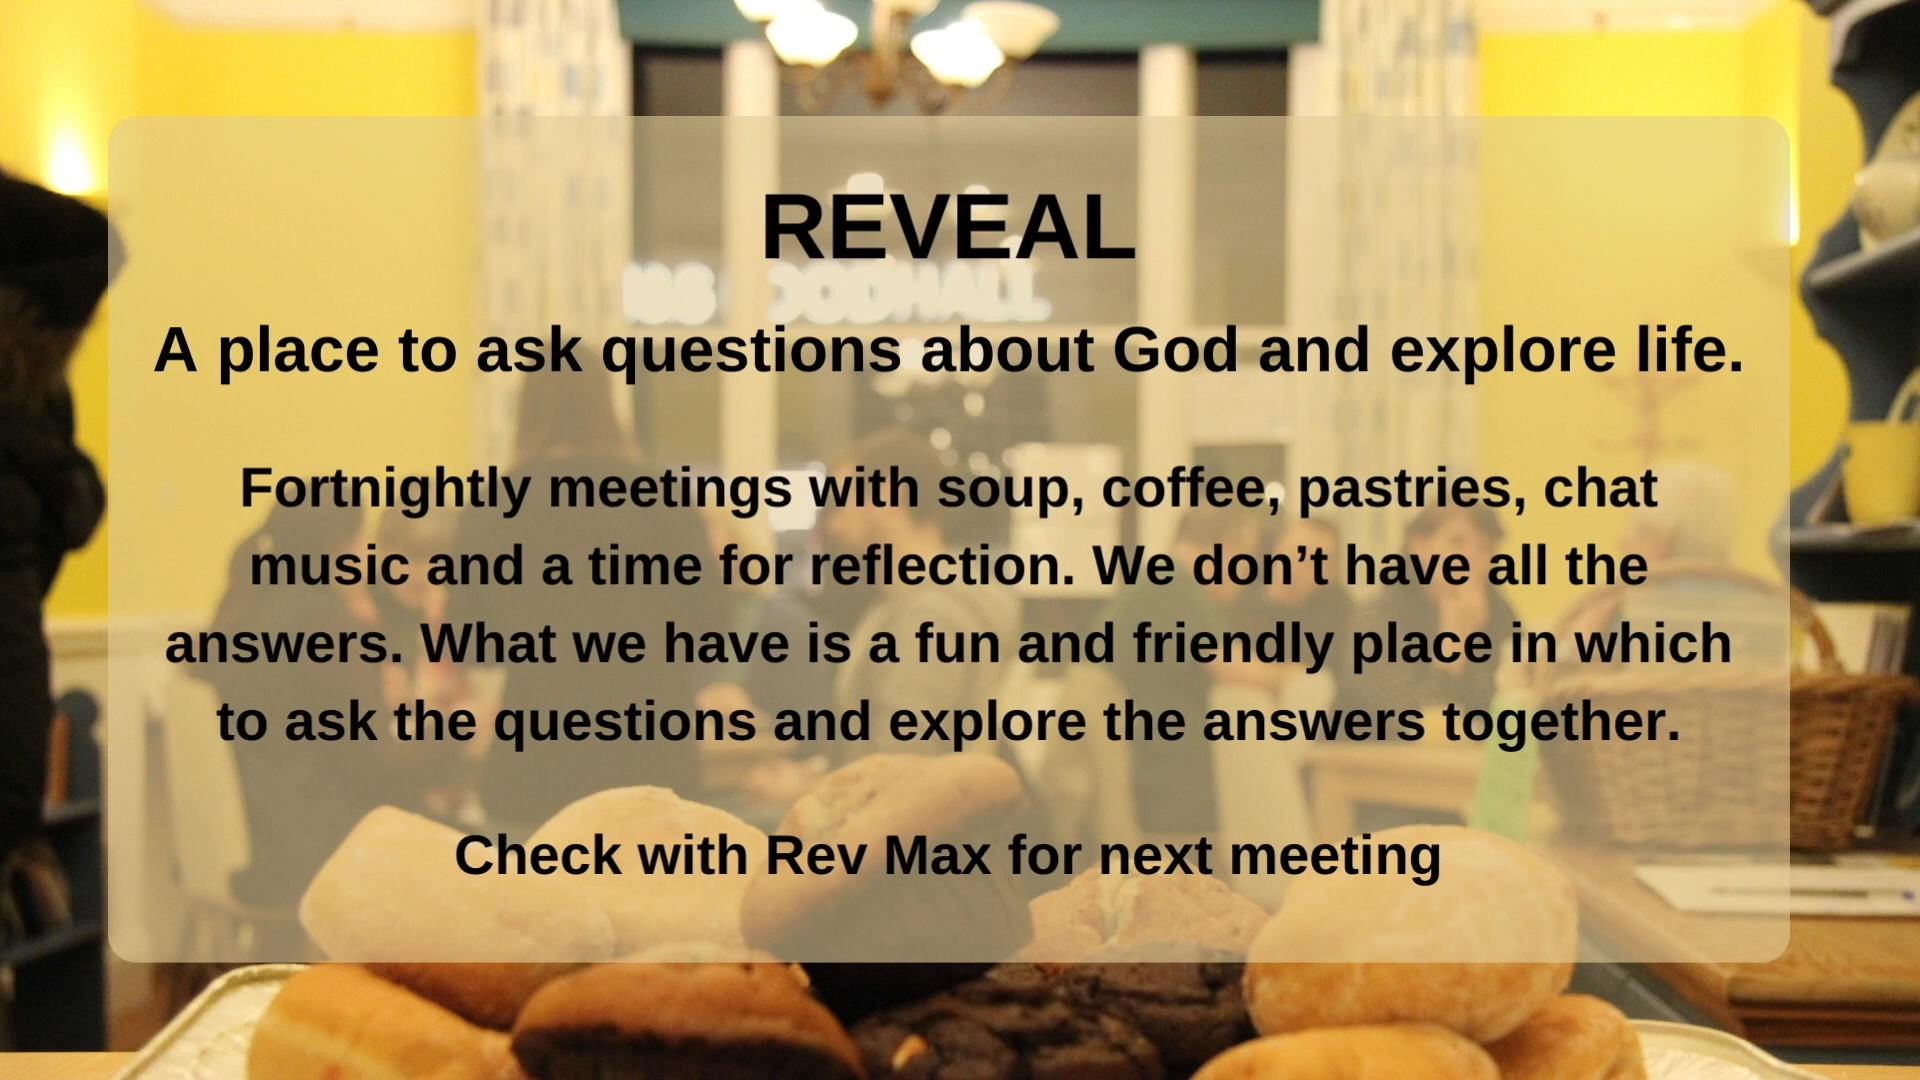 REVEAL
A place to ask questions about God and explore life.
Fortnightly meetings with soup, coffee, pastries, chat
music and a time for reflection. We don’t have all the
answers. What we have is a fun and friendly place in which
to ask the questions and explore the answers together.
Check with Rev Max for next meeting